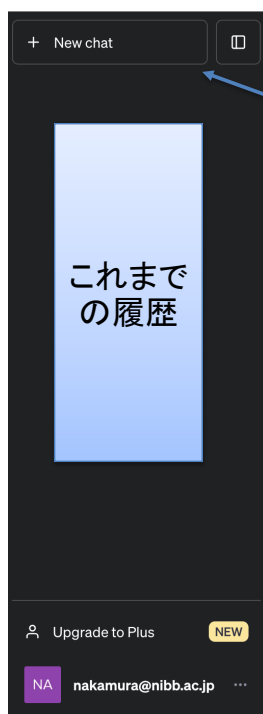 + New chat
これまで
の履歴
Upgrade to Plus NEW
NA nakamura@nibb.ac.jp ...